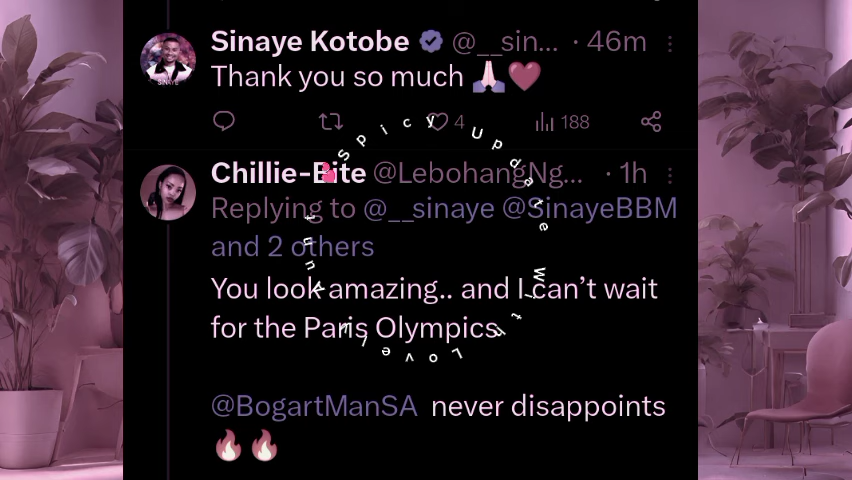 Sinaye Kotobe @__sin... · 46m
Thank you so much 🙏❤️
4 188
Spicy Update With
Chillie-Bite @LebohangNg... · 1h
Replying to @__sinaye @SinayeBBM
and 2 others
You look amazing.. and I can’t wait
for the Paris Olympics.
@BogartManSA never disappoints
🔥🔥